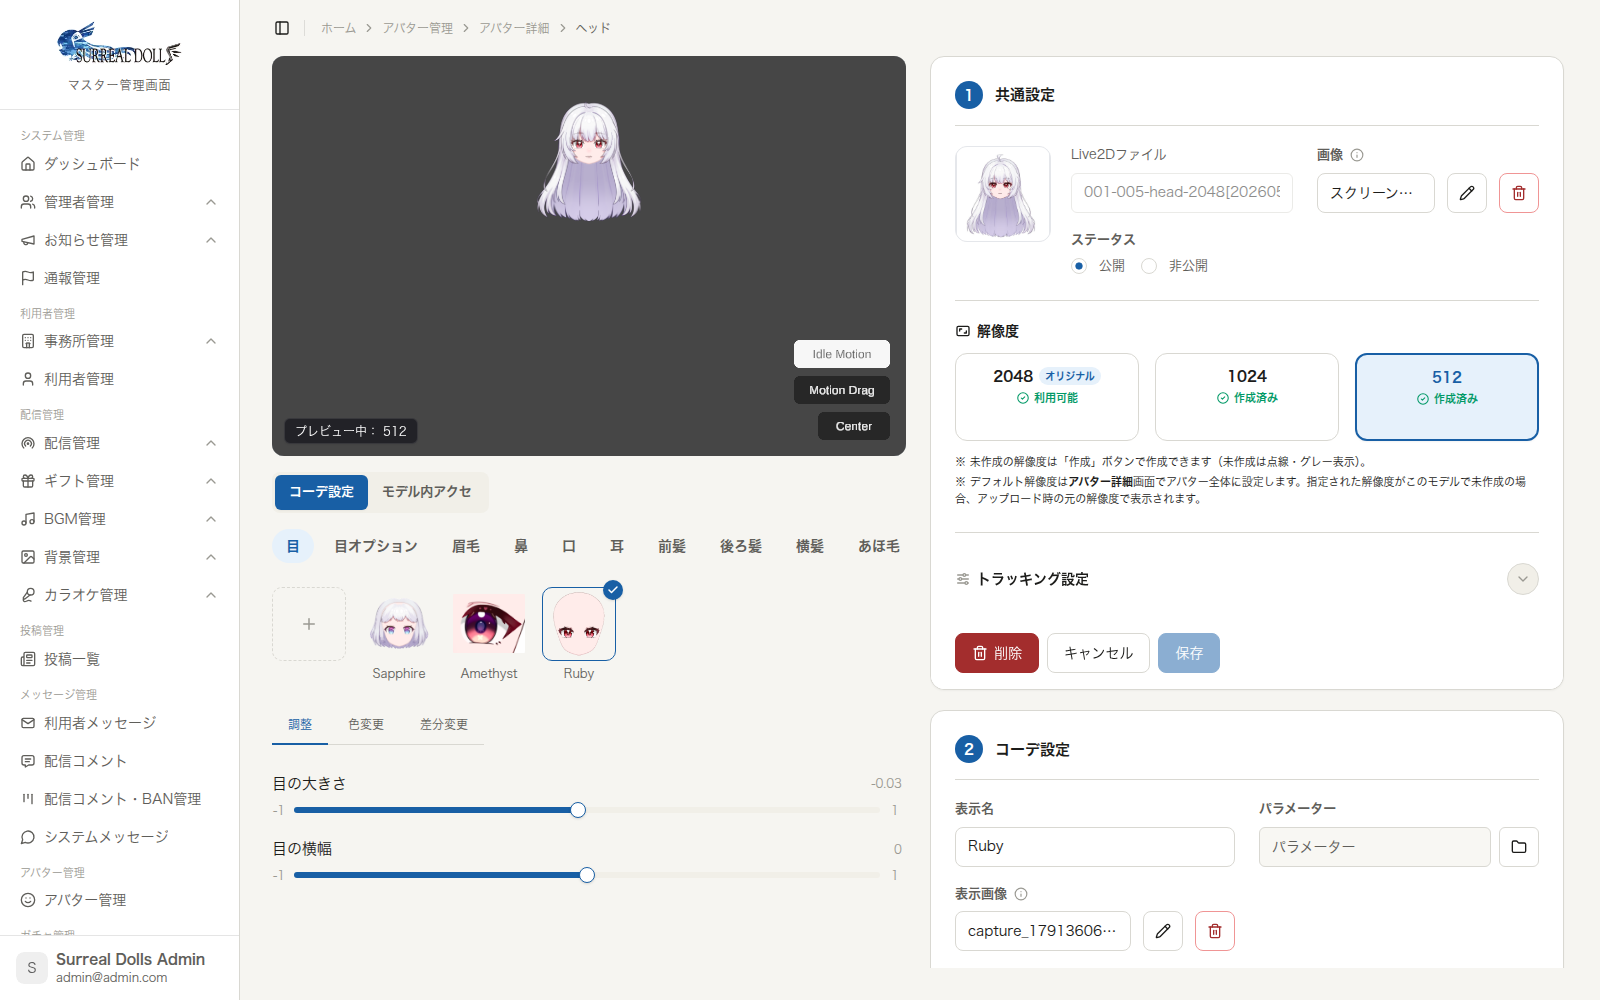 SURREAL DOLL
マスター管理画面
システム管理
ダッシュボード
管理者管理
お知らせ管理
通報管理
利用者管理
事務所管理
利用者管理
配信管理
配信管理
ギフト管理
BGM管理
背景管理
カラオケ管理
投稿管理
投稿一覧
メッセージ管理
利用者メッセージ
配信コメント
配信コメント・BAN管理
システムメッセージ
アバター管理
アバター管理
ガチャ管理
S
Surreal Dolls Admin
admin@admin.com
ホーム > アバター管理 > アバター詳細 > ヘッド
Idle Motion
Motion Drag
Center
プレビュー中： 512
コーデ設定 モデル内アクセ
目 目オプション 眉毛 鼻 口 耳 前髪 後ろ髪 横髪 あほ毛
Sapphire Amethyst Ruby
調整 色変更 差分変更
目の大きさ -0.03
-1 1
目の横幅 0
-1 1
1 共通設定
Live2Dファイル 画像
001-005-head-2048[202605 スクリーン…
ステータス
公開 非公開
解像度
2048 オリジナル
利用可能
1024
作成済み
512
作成済み
※ 未作成の解像度は「作成」ボタンで作成できます（未作成は点線・グレー表示）。
※ デフォルト解像度はアバター詳細画面でアバター全体に設定します。指定された解像度がこのモデルで未作成の場
合、アップロード時の元の解像度で表示されます。
トラッキング設定
削除 キャンセル 保存
2 コーデ設定
表示名 パラメーター
Ruby パラメーター
表示画像
capture_17913606…